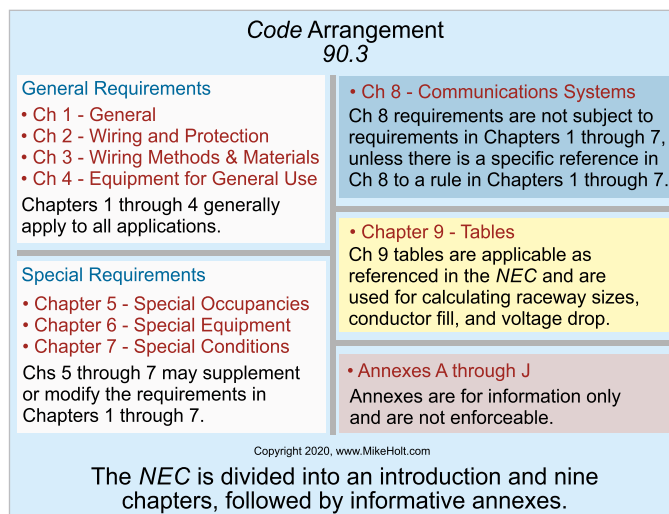 Code Arrangement
90.3
General Requirements
• Ch 1 - General
• Ch 2 - Wiring and Protection
• Ch 3 - Wiring Methods & Materials
• Ch 4 - Equipment for General Use
Chapters 1 through 4 generally
apply to all applications.
Special Requirements
• Chapter 5 - Special Occupancies
• Chapter 6 - Special Equipment
• Chapter 7 - Special Conditions
Chs 5 through 7 may supplement
or modify the requirements in
Chapters 1 through 7.
• Ch 8 - Communications Systems
Ch 8 requirements are not subject to
requirements in Chapters 1 through 7,
unless there is a specific reference in
Ch 8 to a rule in Chapters 1 through 7.
• Chapter 9 - Tables
Ch 9 tables are applicable as
referenced in the NEC and are
used for calculating raceway sizes,
conductor fill, and voltage drop.
• Annexes A through J
Annexes are for information only
and are not enforceable.
Copyright 2020, www.MikeHolt.com
The NEC is divided into an introduction and nine
chapters, followed by informative annexes.